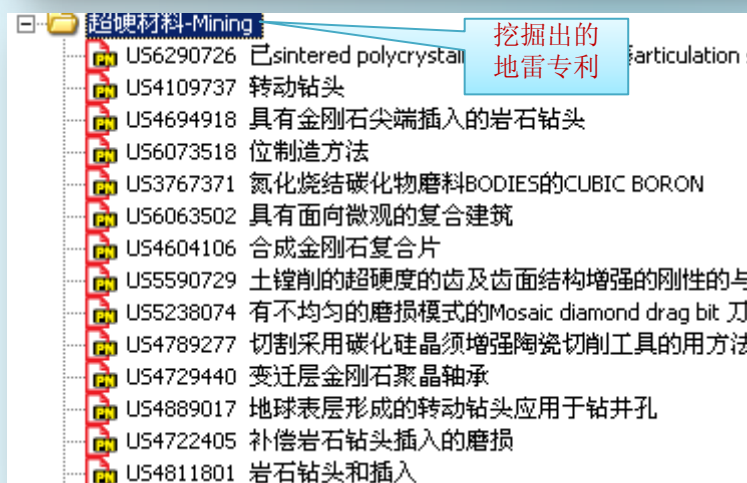 超硬材料-Mining
挖掘出的
地雷专利
US6290726 已sintered polycrystal articulation
US4109737 转动钻头
US4694918 具有金刚石尖端插入的岩石钻头
US6073518 位制造方法
US3767371 氮化烧结碳化物磨料BODIES的CUBIC BORON
US6063502 具有面向微观的复合建筑
US4604106 合成金刚石复合片
US5590729 土镗削的超硬度的齿及齿面结构增强的刚性的与
US5238074 有不均匀的磨损模式的Mosaic diamond drag bit 刀
US4789277 切割采用碳化硅晶须增强陶瓷切削工具的用方法
US4729440 变迁层金刚石聚晶轴承
US4889017 地球表层形成的转动钻头应用于钻井孔
US4722405 补偿岩石钻头插入的磨损
US4811801 岩石钻头和插入